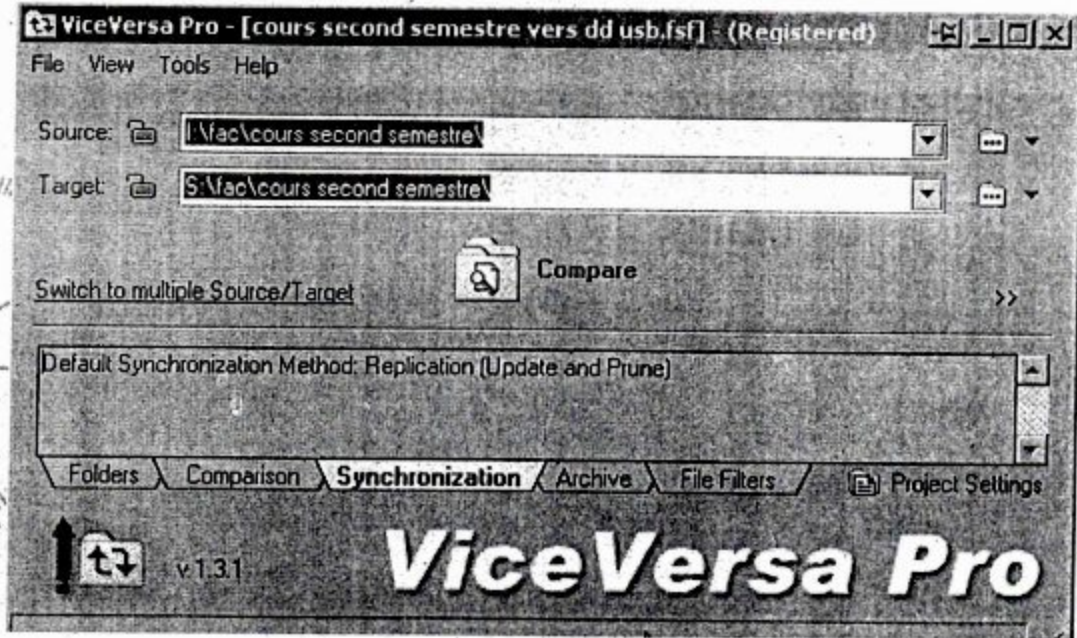 ViceVersa Pro - [cours second semestre vers dd usb.fsf] - (Registered)
File View Tools Help
Source: I:\fac\cours second semestre\
Target: S:\fac\cours second semestre\
Compare
Switch to multiple Source/Target
>>
Default Synchronization Method: Replication (Update and Prune)
Folders Comparison Synchronization Archive File Filters Project Settings
v 1.3.1
ViceVersa Pro